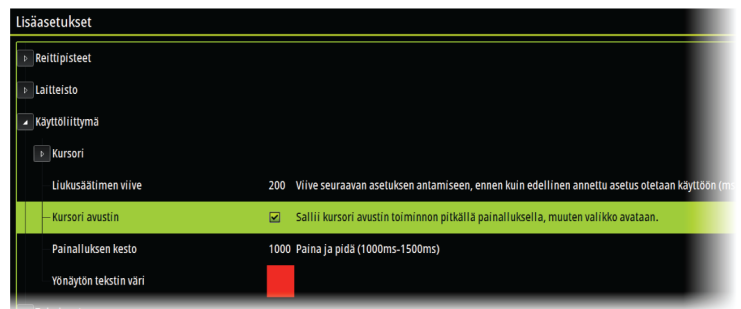 Lisäasetukset
Reittipisteet
Laitteisto
Käyttöliittymä
Kursori
Liukusäätimen viive 200 Viive seuraavan asetuksen antamiseen, ennen kuin edellinen annettu asetus otetaan käyttöön (ms
Kursori avustin Sallii kursori avustin toiminnon pitkällä painalluksella, muuten valikko avataan.
Painalluksen kesto 1000 Paina ja pidä (1000ms-1500ms)
Yönäytön tekstin väri